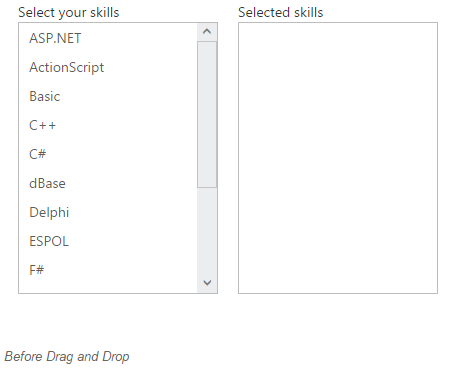 Select your skills
Selected skills
ASP.NET
ActionScript
Basic
C++
C#
dBase
Delphi
ESPOL
F#
Before Drag and Drop